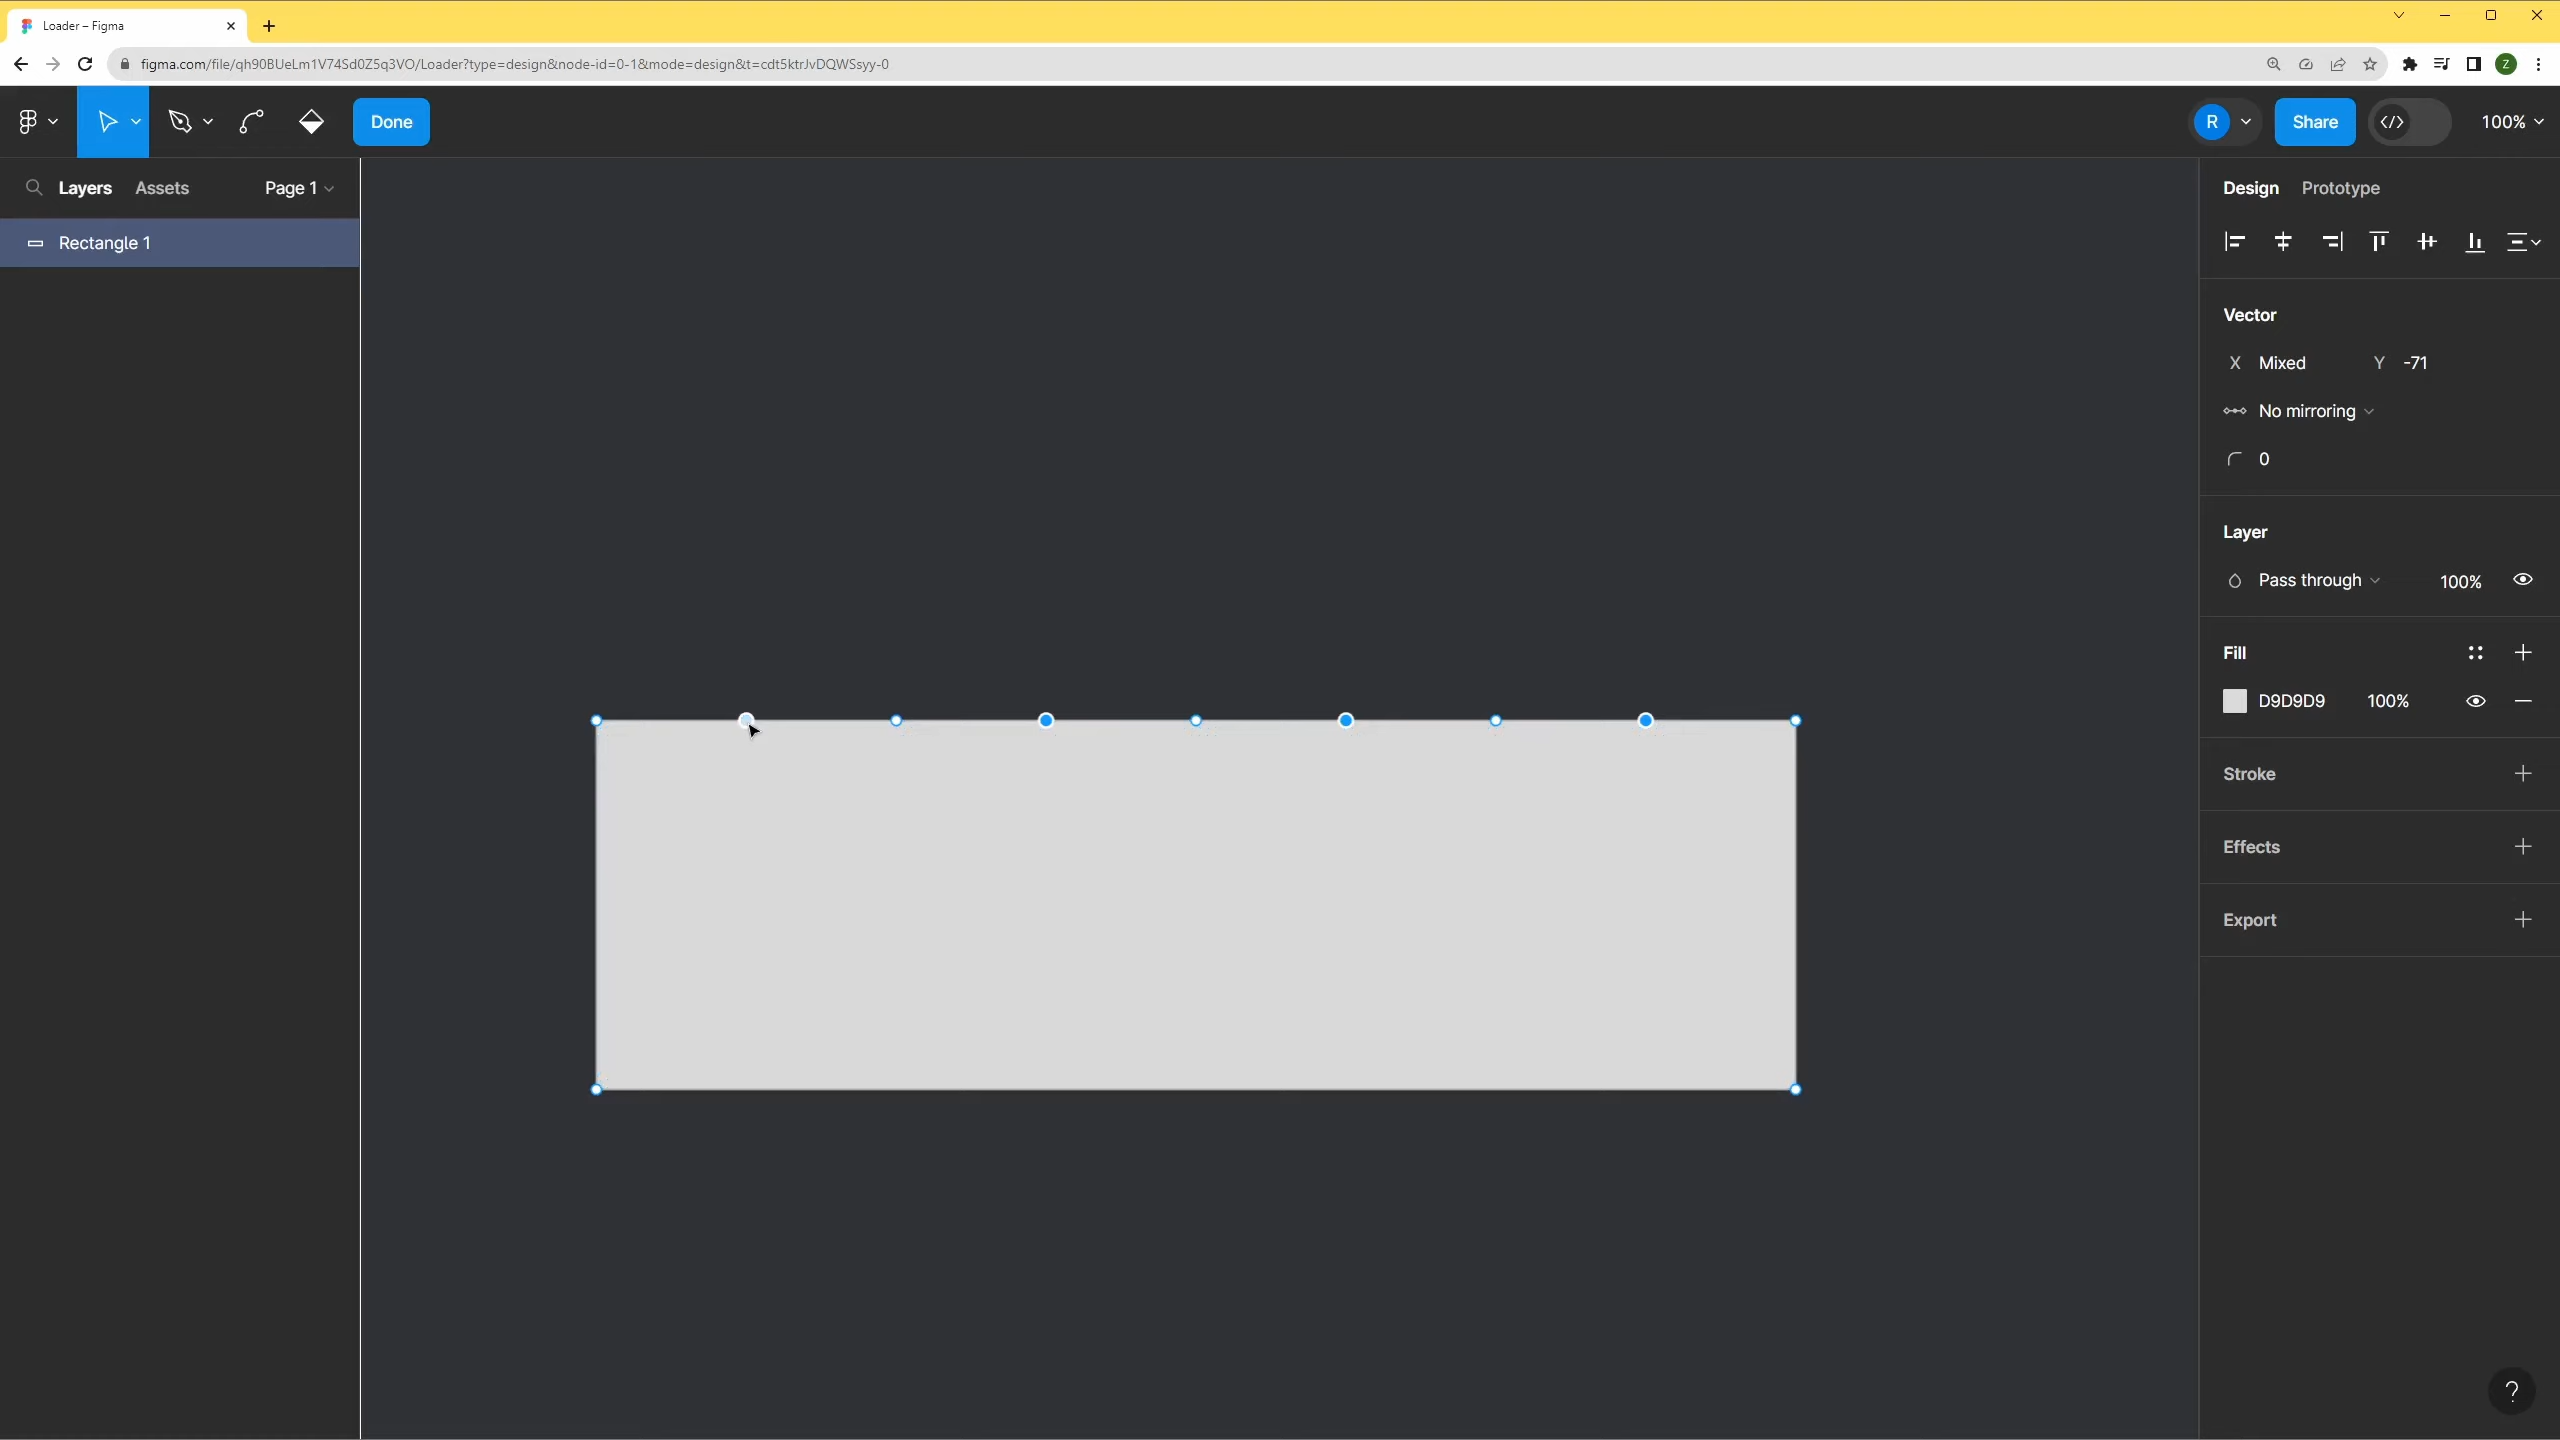 Loader – Figma
figma.com/file/qh90BUeLm1V74Sd0Z5q3VO/Loader?type=design&node-id=0-1&mode=design&t=cdt5ktrJvDQWSsyy-0
Z
Done
R
Share
100%
Layers
Assets
Page 1
Design
Prototype
Rectangle 1
Vector
X Mixed
Y -71
No mirroring
0
Layer
Pass through
100%
Fill
D9D9D9
100%
Stroke
Effects
Export
?